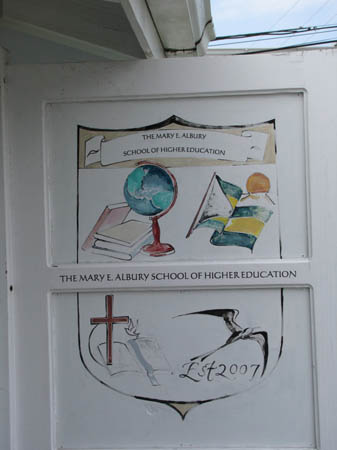 THE MARY E. ALBURY
SCHOOL OF HIGHER EDUCATION
THE MARY E. ALBURY SCHOOL OF HIGHER EDUCATION
Est 2007